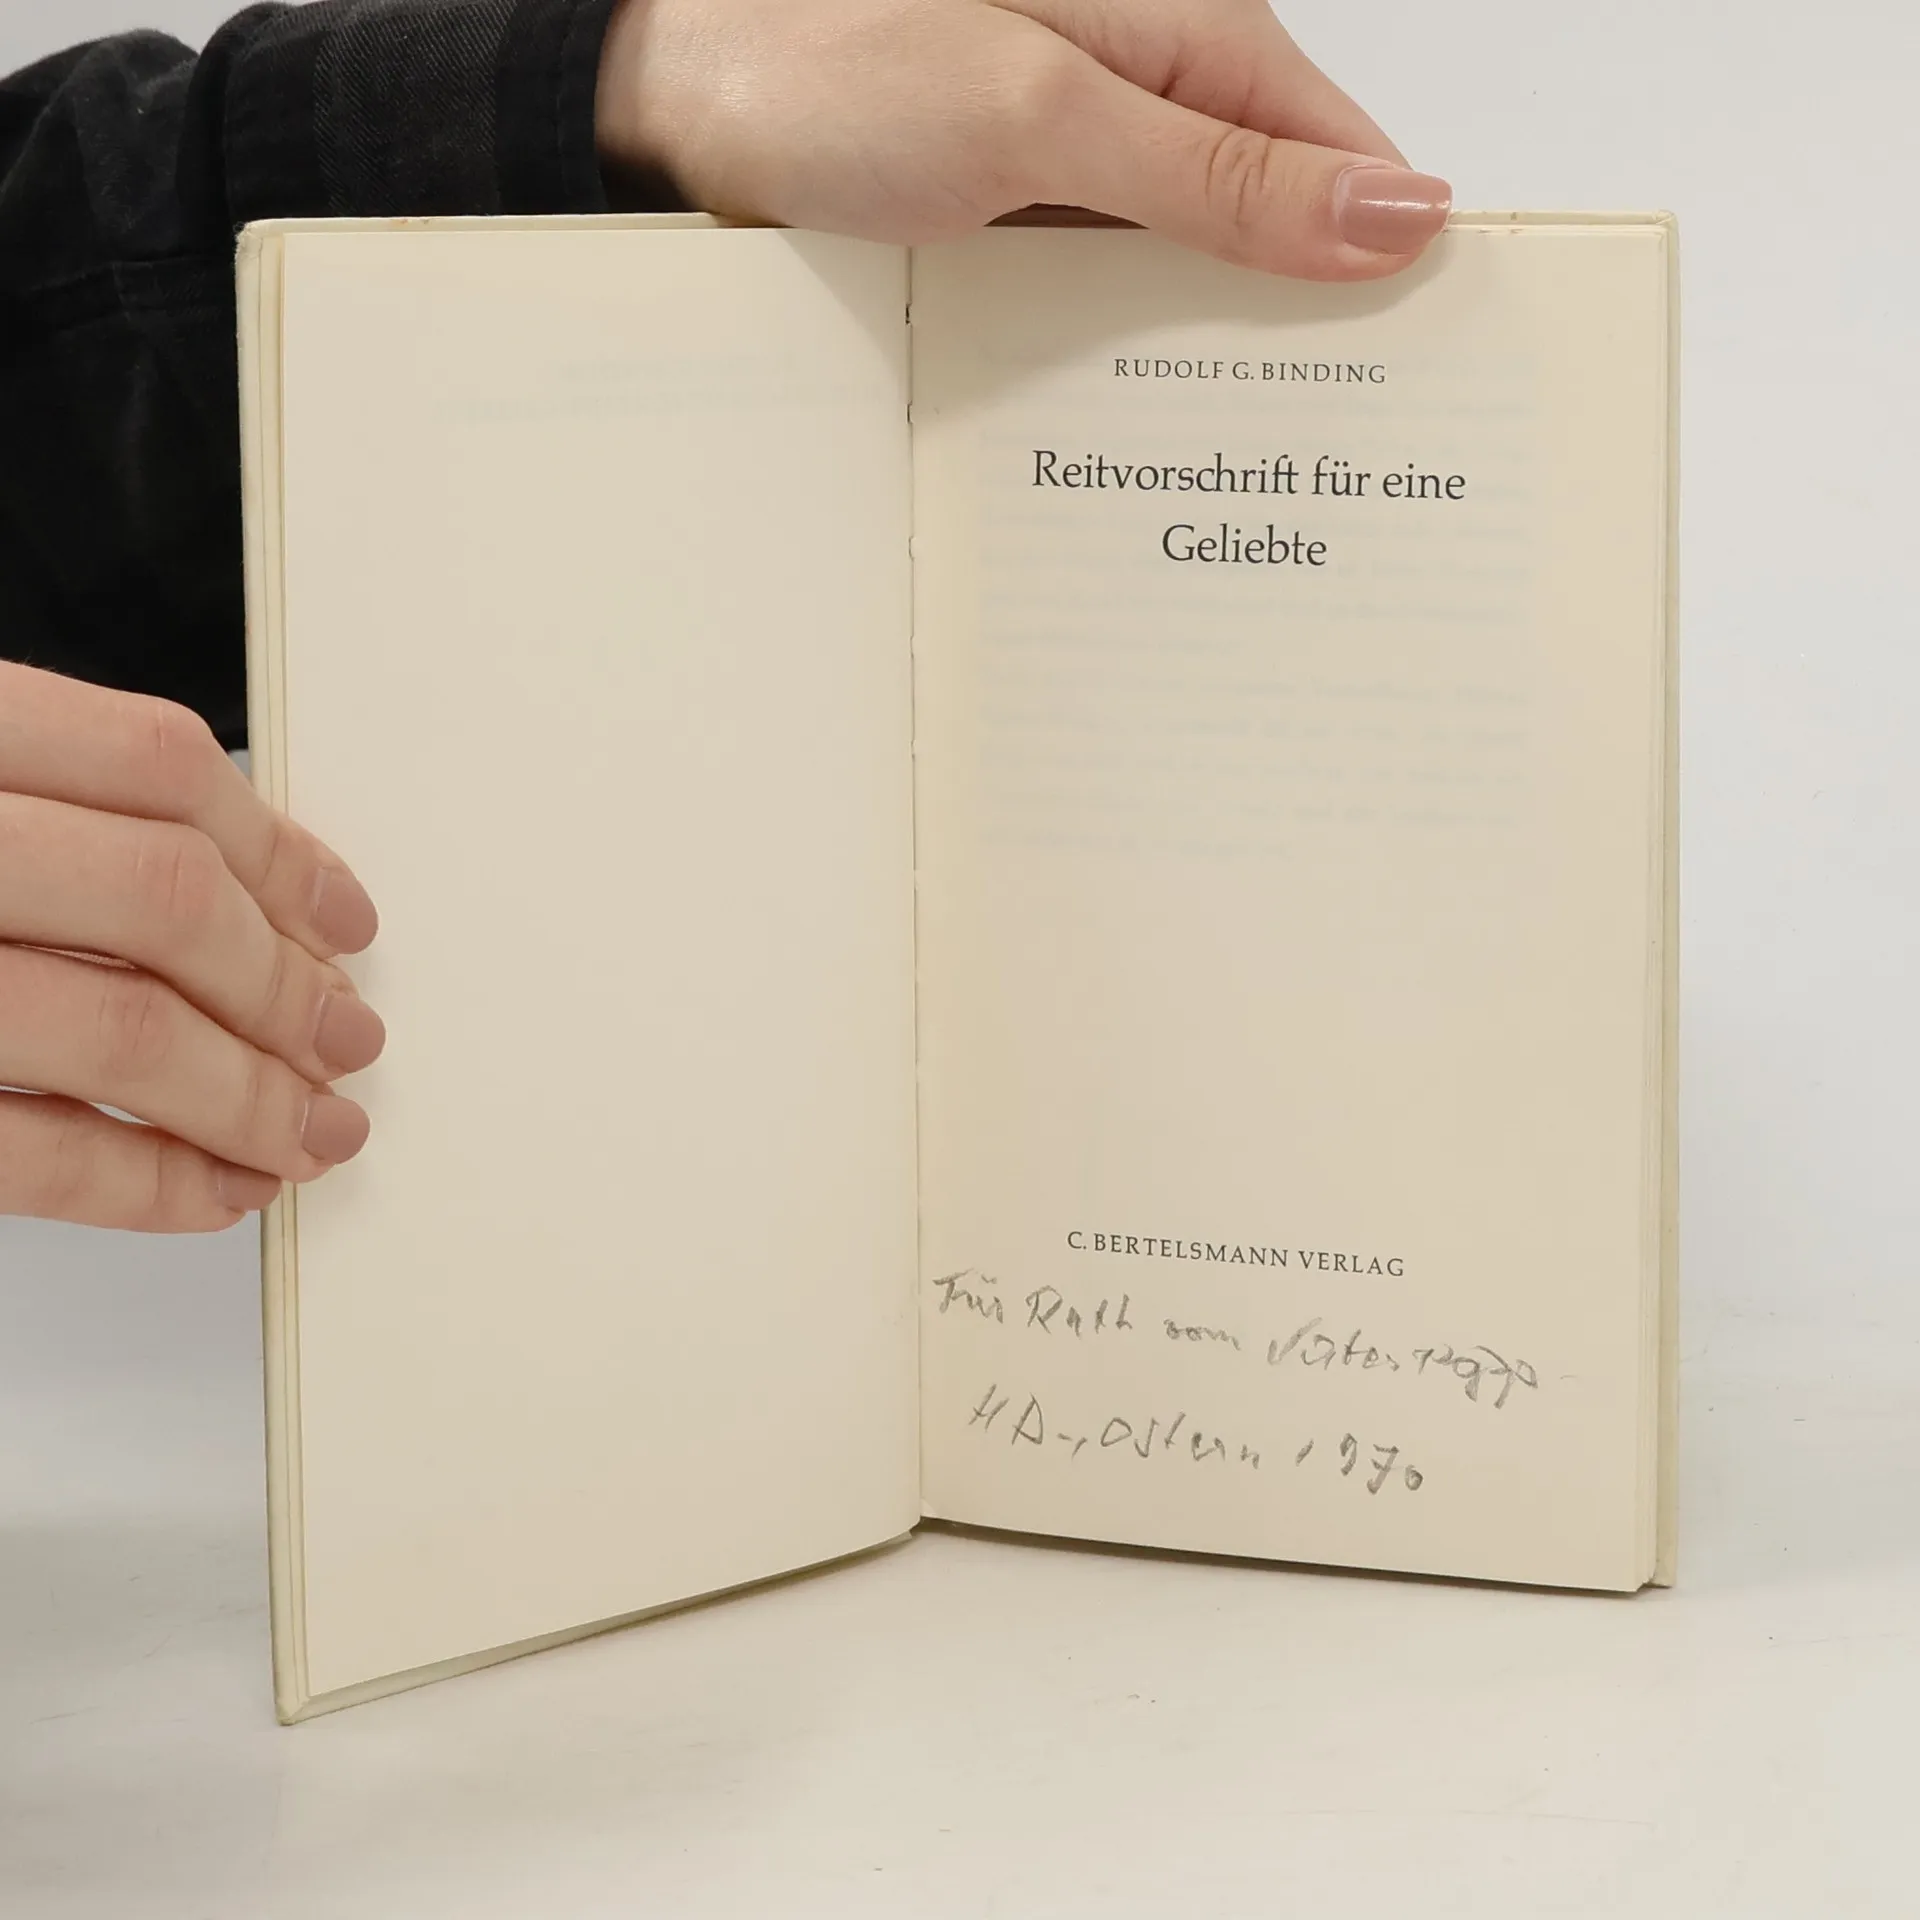 RUDOLF G. BINDING
Reitvorschrift für eine
Geliebte
C. BERTELSMANN VERLAG
Für Ruth vom
HD-, Ostern 1970